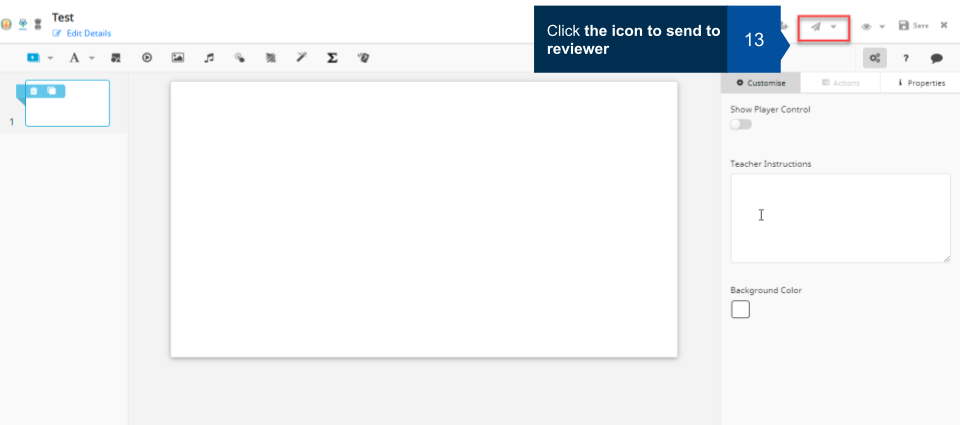 Test
Edit Details
Click the icon to send to
reviewer
13
Save
A
Σ
?
Customise
Actions
i Properties
1
Show Player Control
Teacher Instructions
Background Color